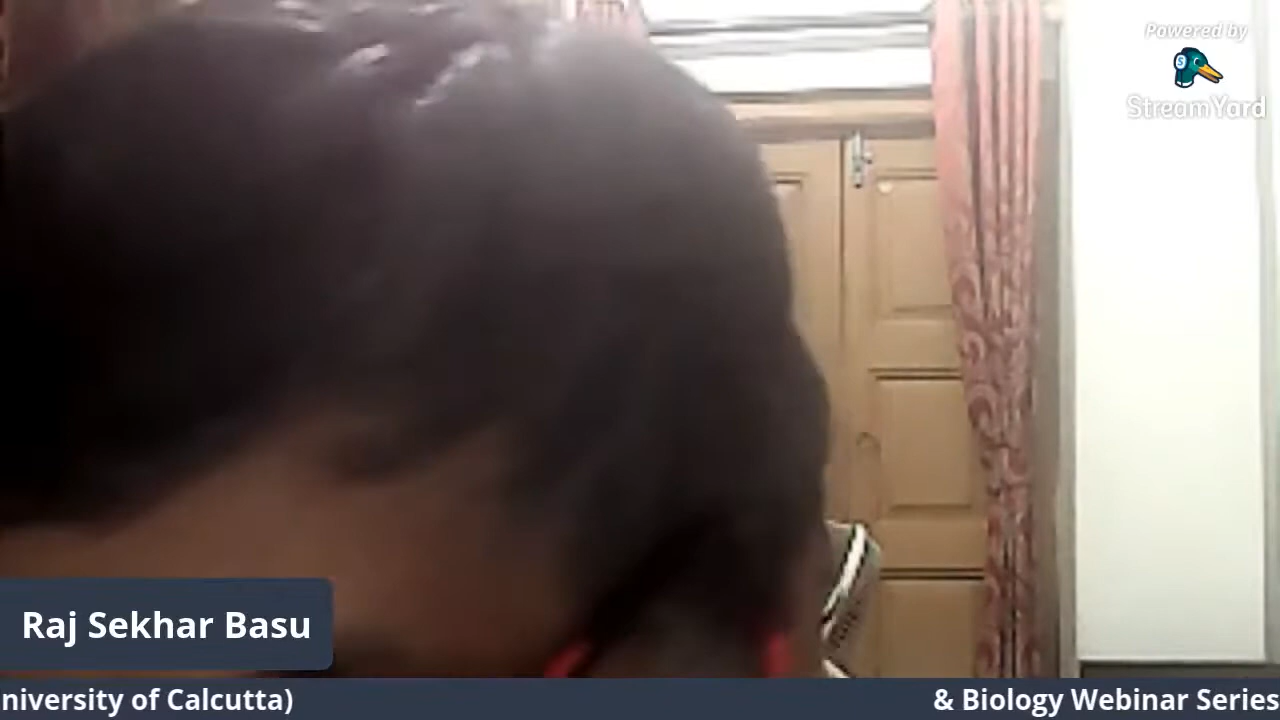 Powered by
StreamYard
Raj Sekhar Basu
niversity of Calcutta)
& Biology Webinar Series